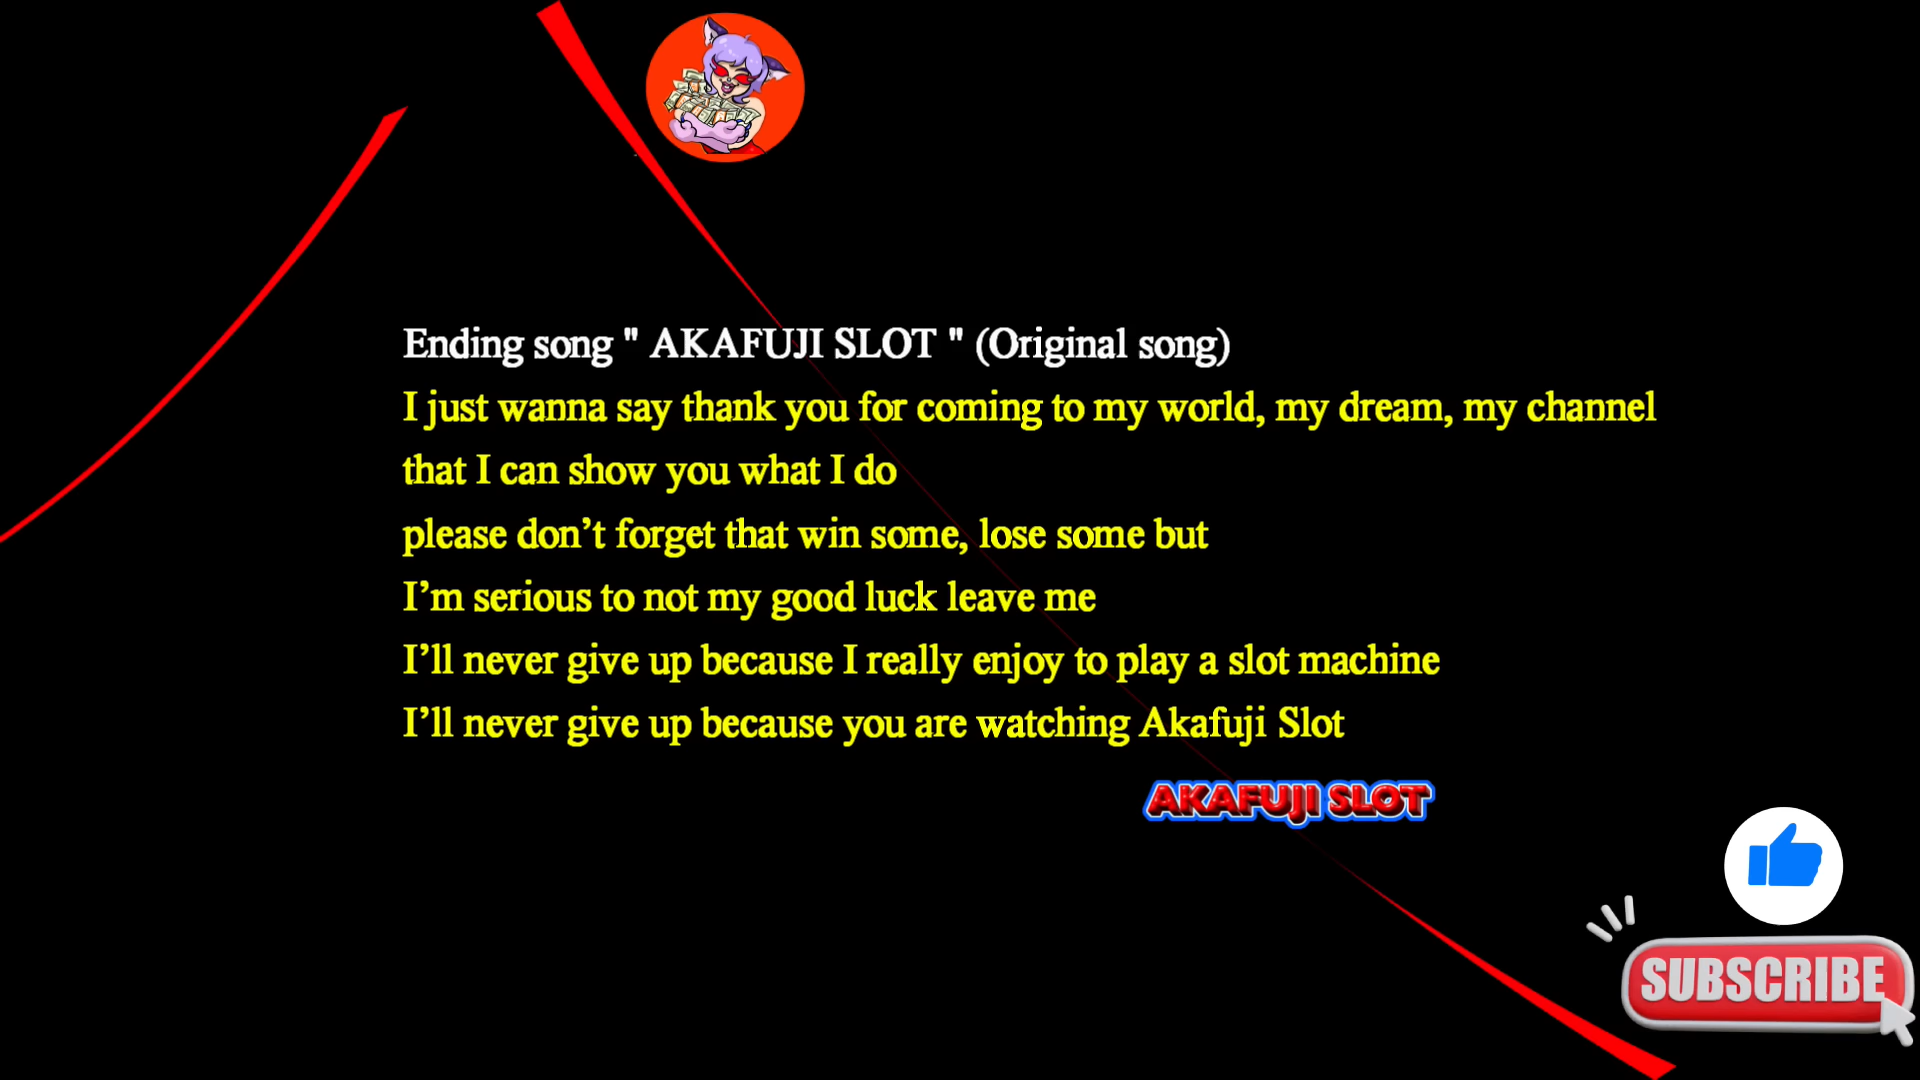 Ending song " AKAFUJI SLOT " (Original song)
I just wanna say thank you for coming to my world, my dream, my channel
that I can show you what I do
please don’t forget that win some, lose some but
I’m serious to not my good luck leave me
I’ll never give up because I really enjoy to play a slot machine
I’ll never give up because you are watching Akafuji Slot
AKAFUJI SLOT
SUBSCRIBE